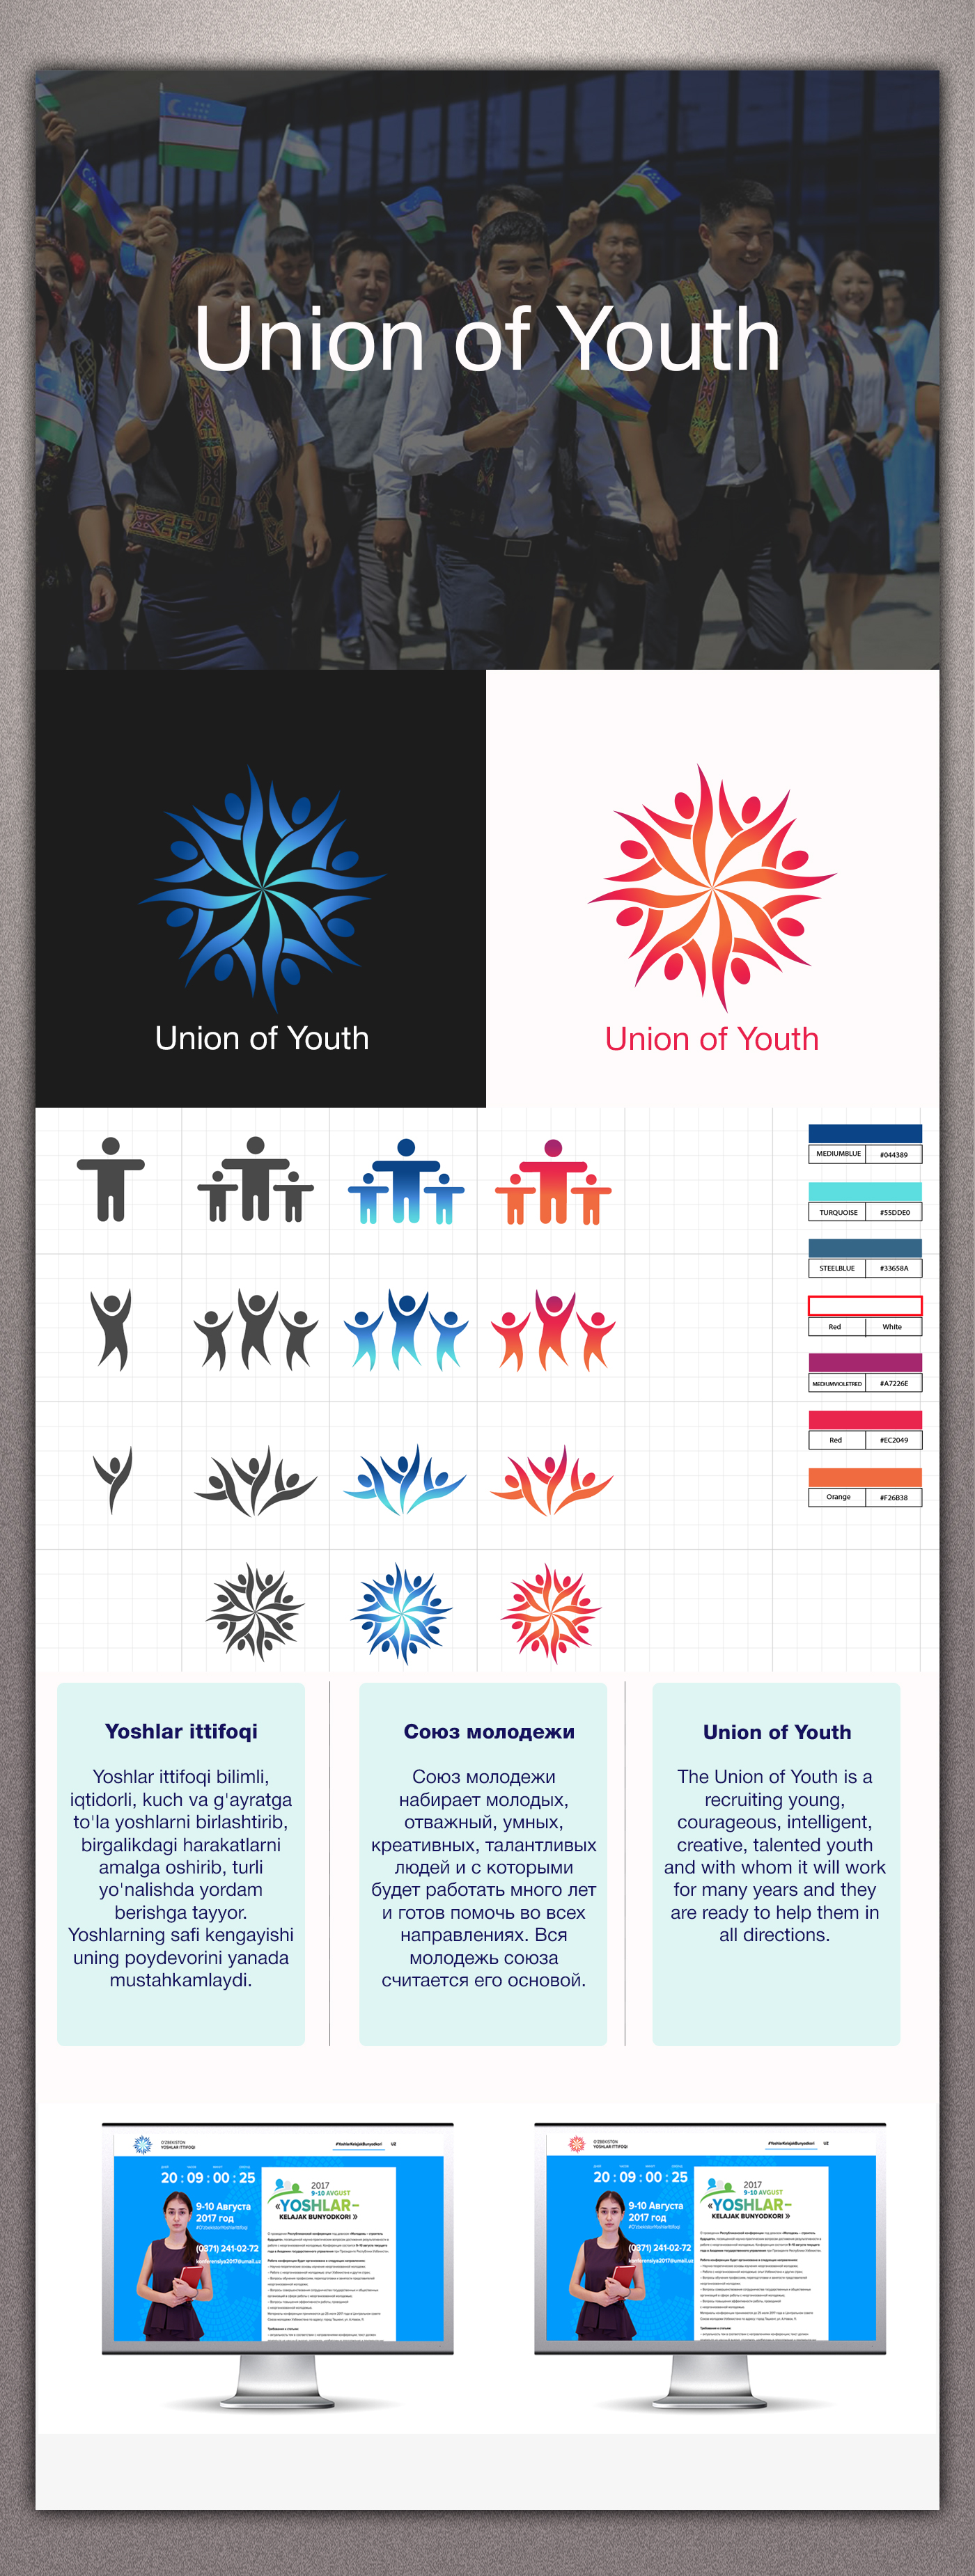 Union of Youth
Union of Youth
Union of Youth
MEDIUMBLUE #044389
TURQUOISE #55DDE0
STEELBLUE #33658A
Red White
MEDIUMVIOLETRED #A7226E
Red #EC2049
Orange #F26B38
Yoshlar ittifoqi
Yoshlar ittifoqi bilimli,
iqtidorli, kuch va g'ayratga
to'la yoshlarni birlashtirib,
birgalikdagi harakatlarni
amalga oshirib, turli
yo'nalishda yordam
berishga tayyor.
Yoshlarning safi kengayishi
uning poydevorini yanada
mustahkamlaydi.
Союз молодежи
Союз молодежи
набирает молодых,
отважный, умных,
креативных, талантливых
людей и с которыми
будет работать много лет
и готов помочь во всех
направлениях. Вся
молодежь союза
считается его основой.
Union of Youth
The Union of Youth is a
recruiting young,
courageous, intelligent,
creative, talented youth
and with whom it will work
for many years and they
are ready to help them in
all directions.
O'ZBEKISTON
YOSHLAR ITTIFOQI
#YoshlarKelajakBunyodkori UZ
20 : 09 : 00 : 25
9-10 Августа
2017 год
(0371) 241-02-72
konferensiya2017@umail.uz
2017
9-10 AVGUST
«YOSHLAR–
KELAJAK BUNYODKORI »
O'ZBEKISTON
YOSHLAR ITTIFOQI
#YoshlarKelajakBunyodkori UZ
20 : 09 : 00 : 25
9-10 Августа
2017 год
(0371) 241-02-72
konferensiya2017@umail.uz
2017
9-10 AVGUST
«YOSHLAR–
KELAJAK BUNYODKORI »